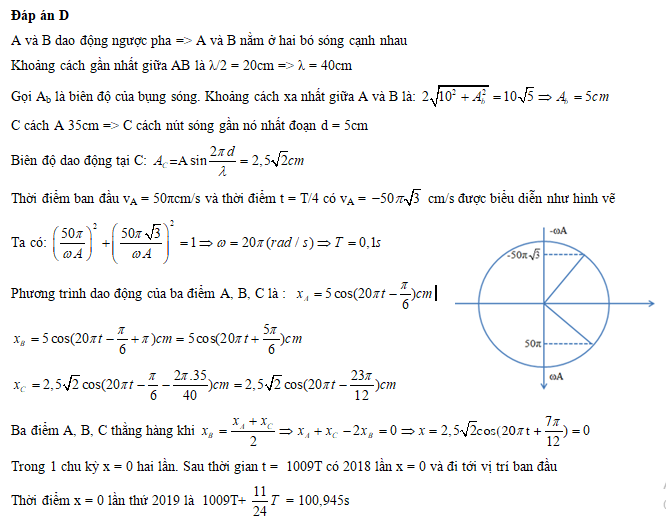 Đáp án D
A và B dao động ngược pha => A và B nằm ở hai bó sóng cạnh nhau
Khoảng cách gần nhất giữa AB là λ/2 = 20cm => λ = 40cm
Gọi A_b là biên độ của bụng sóng. Khoảng cách xa nhất giữa A và B là: 2√(10² + A_b²) = 10√5 ⇒ A_b = 5cm
C cách A 35cm => C cách nút sóng gần nó nhất đoạn d = 5cm
Biên độ dao động tại C: A_C=A sin(2πd/λ) = 2,5√2cm
Thời điểm ban đầu v_A = 50πcm/s và thời điểm t = T/4 có v_A = −50π√3 cm/s được biểu diễn như hình vẽ
Ta có: (50π/ωA)² + (50π√3/ωA)² = 1 ⇒ ω = 20π(rad / s) ⇒ T = 0,1s
-ωA
-50π√3
50π
ωA
Phương trình dao động của ba điểm A, B, C là : x_A = 5cos(20πt − π/6)cm
x_B = 5cos(20πt − π/6 + π)cm = 5cos(20πt + 5π/6)cm
x_C = 2,5√2 cos(20πt − π/6 − 2π.35/40)cm = 2,5√2 cos(20πt − 23π/12)cm
Ba điểm A, B, C thẳng hàng khi x_B = (x_A + x_C)/2 ⇒ x_A + x_C − 2x_B = 0 ⇒ x = 2,5√2cos(20πt + 7π/12) = 0
Trong 1 chu kỳ x = 0 hai lần. Sau thời gian t = 1009T có 2018 lần x = 0 và đi tới vị trí ban đầu
Thời điểm x = 0 lần thứ 2019 là 1009T+ 11/24 T = 100,945s